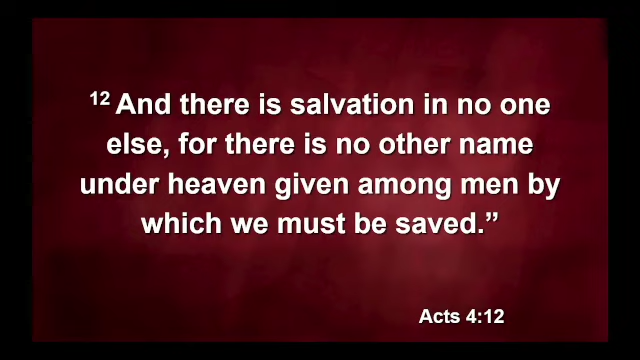 12 And there is salvation in no one
else, for there is no other name
under heaven given among men by
which we must be saved.”
Acts 4:12